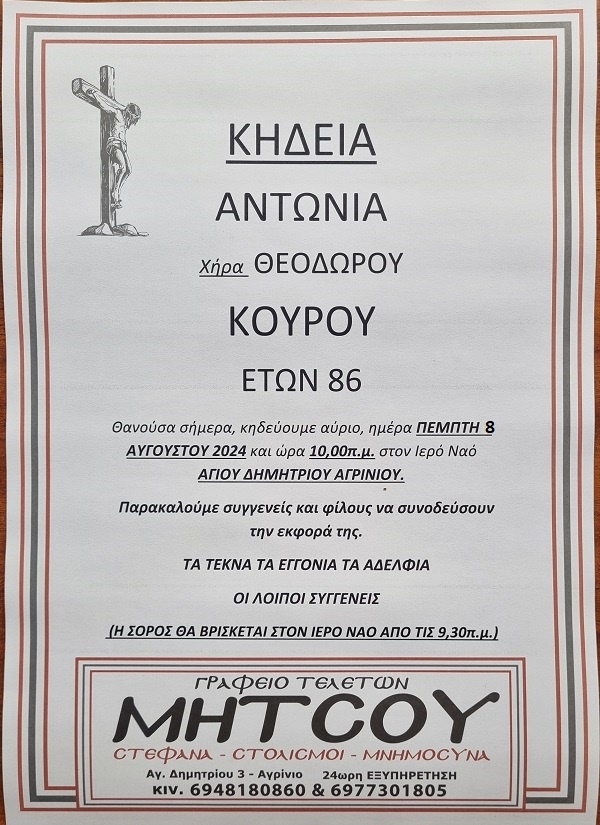 ΚΗΔΕΙΑ
ΑΝΤΩΝΙΑ
Χήρα ΘΕΟΔΩΡΟΥ
ΚΟΥΡΟΥ
ΕΤΩΝ 86
Θανούσα σήμερα, κηδεύουμε αύριο, ημέρα ΠΕΜΠΤΗ 8
ΑΥΓΟΥΣΤΟΥ 2024 και ώρα 10,00π.μ. στον Ιερό Ναό
ΑΓΙΟΥ ΔΗΜΗΤΡΙΟΥ ΑΓΡΙΝΙΟΥ.
Παρακαλούμε συγγενείς και φίλους να συνοδεύσουν
την εκφορά της.
ΤΑ ΤΕΚΝΑ ΤΑ ΕΓΓΟΝΙΑ ΤΑ ΑΔΕΛΦΙΑ
ΟΙ ΛΟΙΠΟΙ ΣΥΓΓΕΝΕΙΣ
(Η ΣΟΡΟΣ ΘΑ ΒΡΙΣΚΕΤΑΙ ΣΤΟΝ ΙΕΡΟ ΝΑΟ ΑΠΟ ΤΙΣ 9,30π.μ.)
ΓΡΑΦΕΙΟ ΤΕΛΕΤΩΝ
ΜΗΤΣΟΥ
ΣΤΕΦΑΝΑ - ΣΤΟΛΙΣΜΟΙ - ΜΝΗΜΟΣΥΝΑ
Αγ. Δημητρίου 3 - Αγρίνιο 24ωρη ΕΞΥΠΗΡΕΤΗΣΗ
ΚΙV. 6948180860 & 6977301805